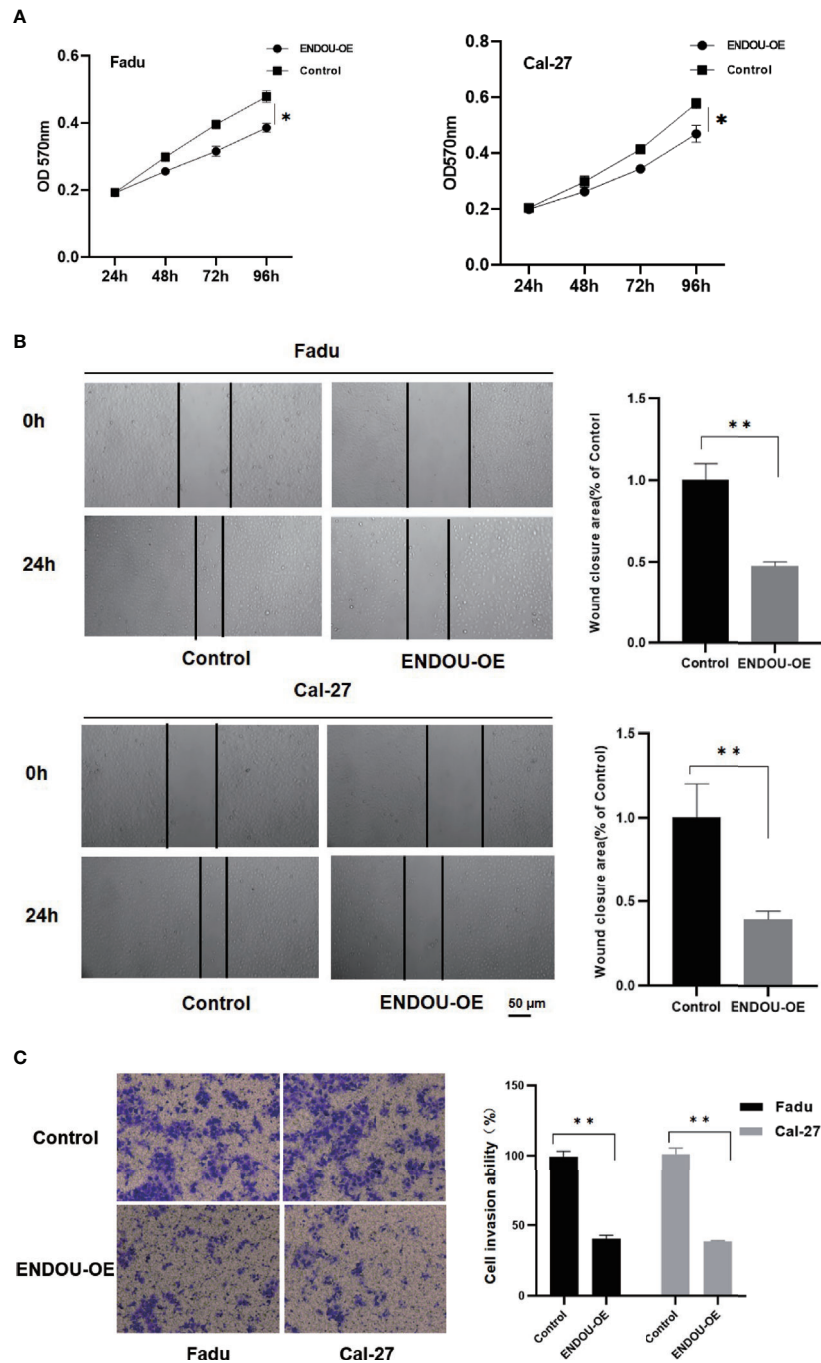 A
Fadu
ENDOU-OE
Control
OD 570nm
0.6
0.4
0.2
0.0
24h 48h 72h 96h
*
Cal-27
ENDOU-OE
Control
OD570nm
0.8
0.6
0.4
0.2
0.0
24h 48h 72h 96h
*
B
Fadu
0h
24h
Control ENDOU-OE
Wound closure area(% of Contorl
1.5
1.0
0.5
0.0
**
Control ENDOU-OE
Cal-27
0h
24h
Control ENDOU-OE
50 μm
Wound closure area(% of Control)
1.5
1.0
0.5
0.0
**
Control ENDOU-OE
C
Control
ENDOU-OE
Fadu Cal-27
Cell invasion ability (%)
150
100
50
0
** **
Control ENDOU-OE Control ENDOU-OE
Fadu
Cal-27